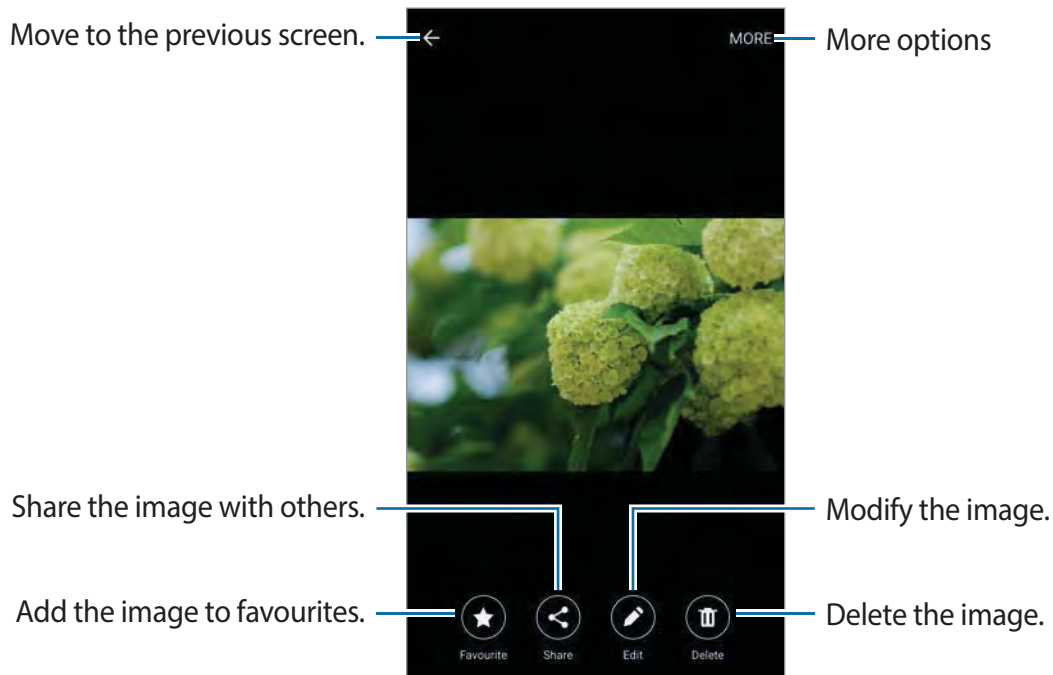 Move to the previous screen.
MORE
More options
Share the image with others.
Modify the image.
Add the image to favourites.
Delete the image.
Favourite
Share
Edit
Delete